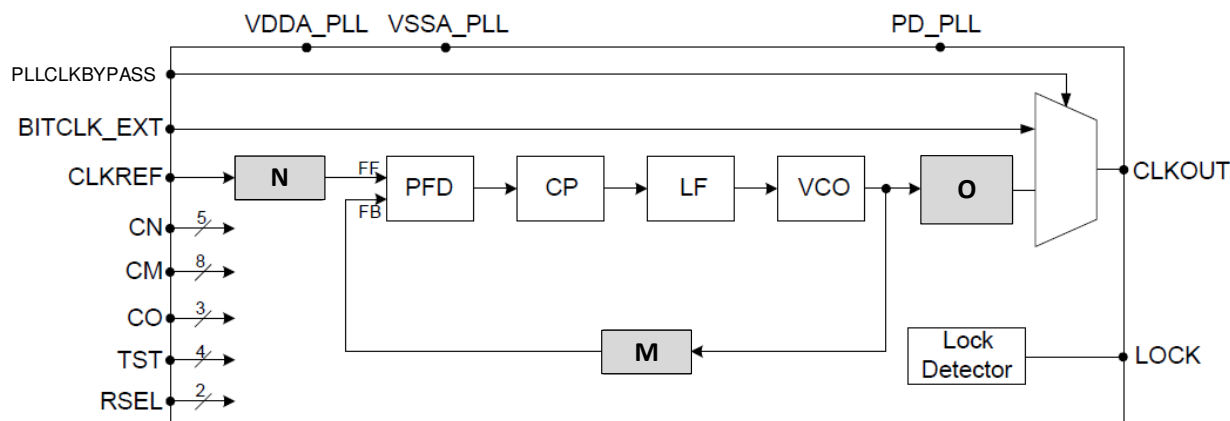 VDDA_PLL VSSA_PLL PD_PLL
PLLCLKBYPASS
BITCLK_EXT
CLKREF N FF PFD CP LF VCO O CLKOUT
FB
CN 5
CM 8
CO 3
TST 4
RSEL 2
M
Lock
Detector
LOCK